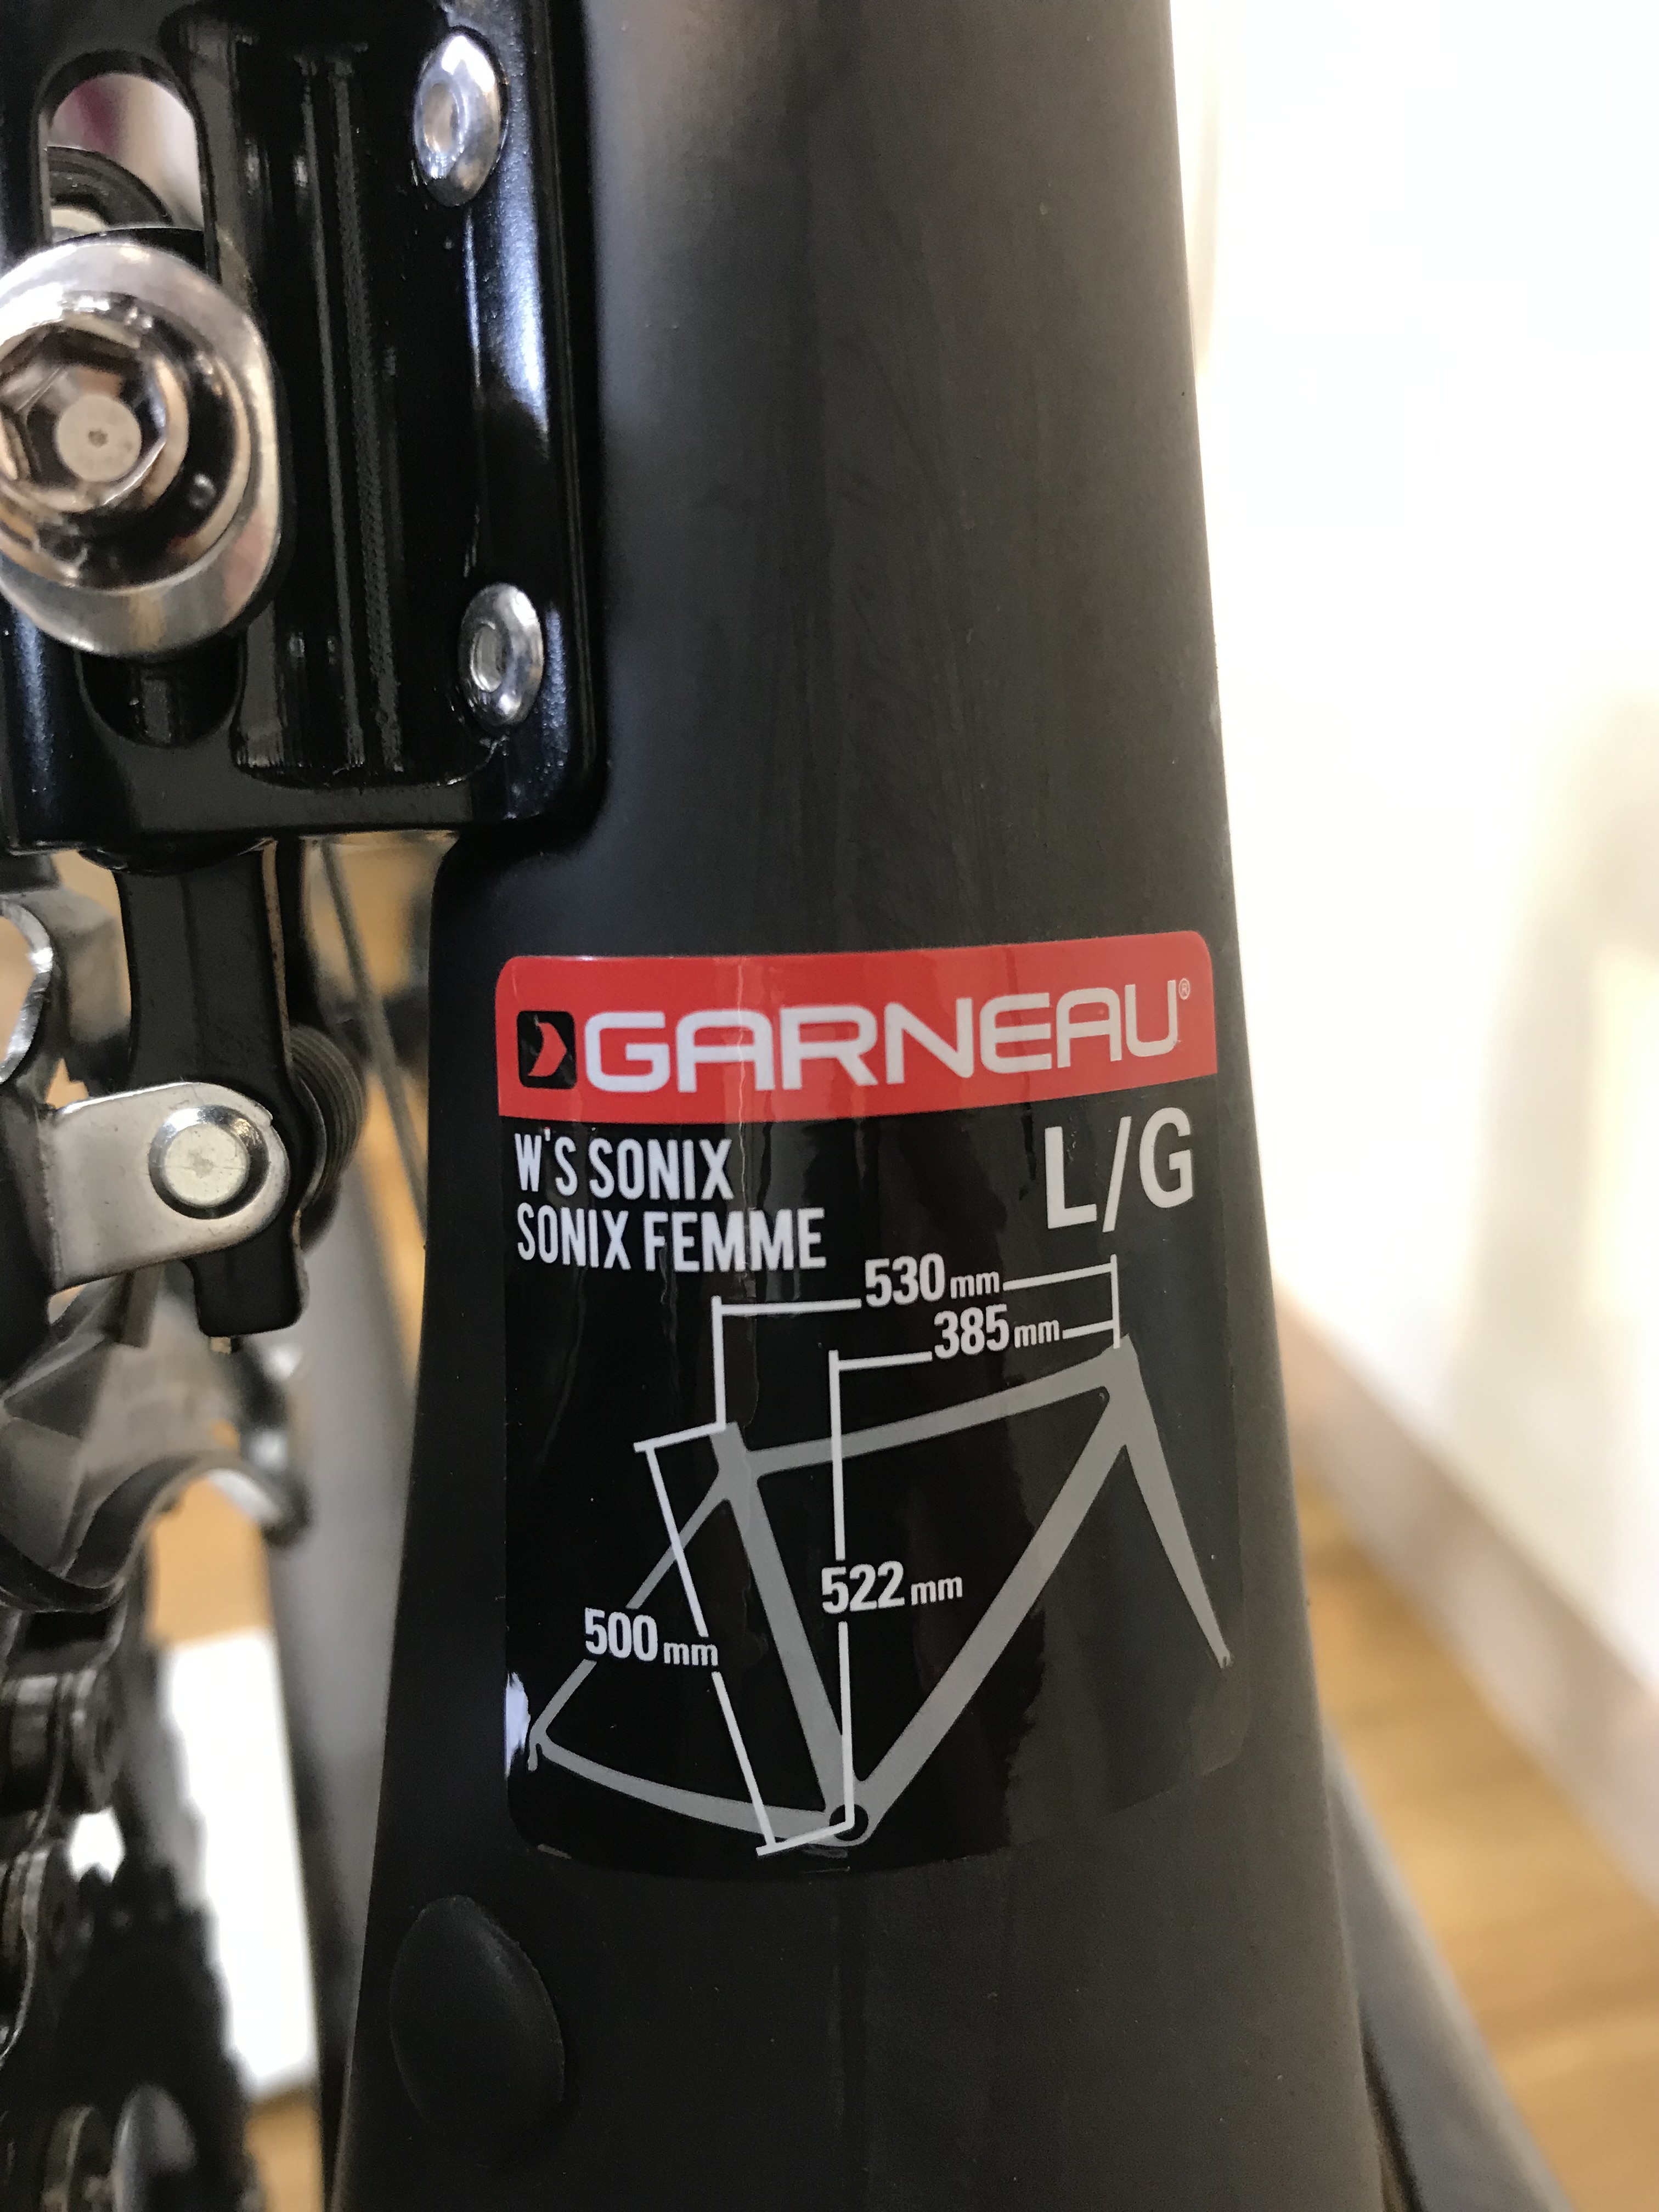 GARNEAU®
W'S SONIX
SONIX FEMME
L/G
530mm
385mm
522mm
500mm